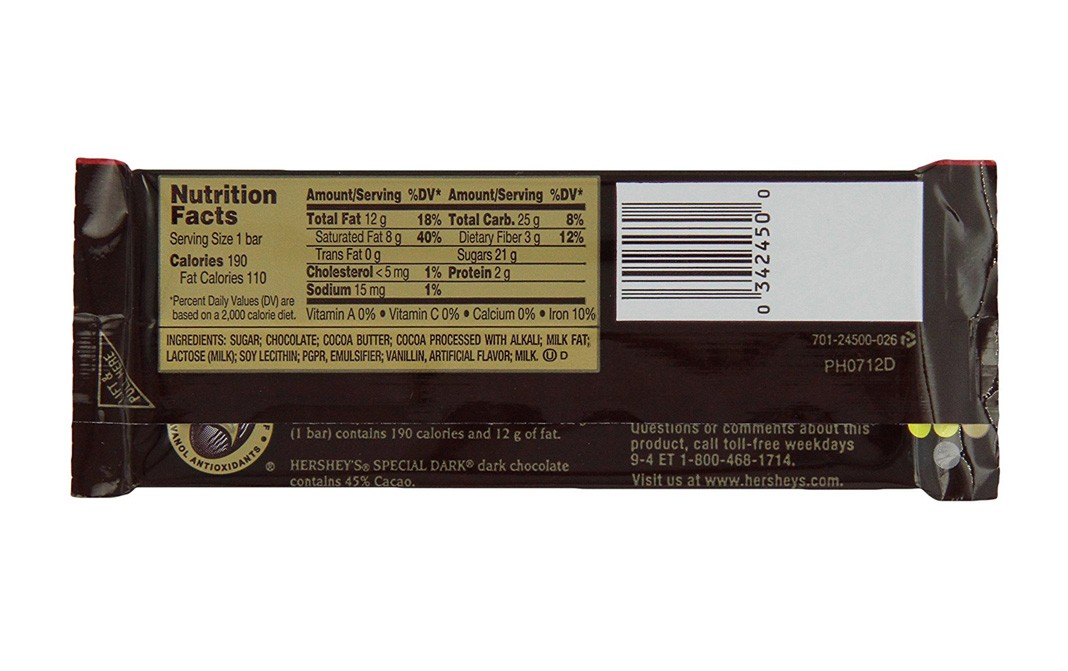 Nutrition
Facts
Serving Size 1 bar
Calories 190
Fat Calories 110
*Percent Daily Values (DV) are
based on a 2,000 calorie diet.
Amount/Serving %DV* Amount/Serving %DV*
Total Fat 12 g 18% Total Carb. 25 g 8%
Saturated Fat 8 g 40% Dietary Fiber 3 g 12%
Trans Fat 0 g Sugars 21 g
Cholesterol < 5 mg 1% Protein 2 g
Sodium 15 mg 1%
Vitamin A 0% • Vitamin C 0% • Calcium 0% • Iron 10%
INGREDIENTS: SUGAR; CHOCOLATE; COCOA BUTTER; COCOA PROCESSED WITH ALKALI; MILK FAT;
LACTOSE (MILK); SOY LECITHIN; PGPR, EMULSIFIER; VANILLIN, ARTIFICIAL FLAVOR; MILK. Ⓤ D
0 342450 0
701-24500-026
PH0712D
LIFT &
PULL HERE
ANTIOXIDANTS ®
(1 bar) contains 190 calories and 12 g of fat.
HERSHEY'S® SPECIAL DARK® dark chocolate
contains 45% Cacao.
Questions or comments about this
product, call toll-free weekdays
9-4 ET 1-800-468-1714.
Visit us at www.hersheys.com.